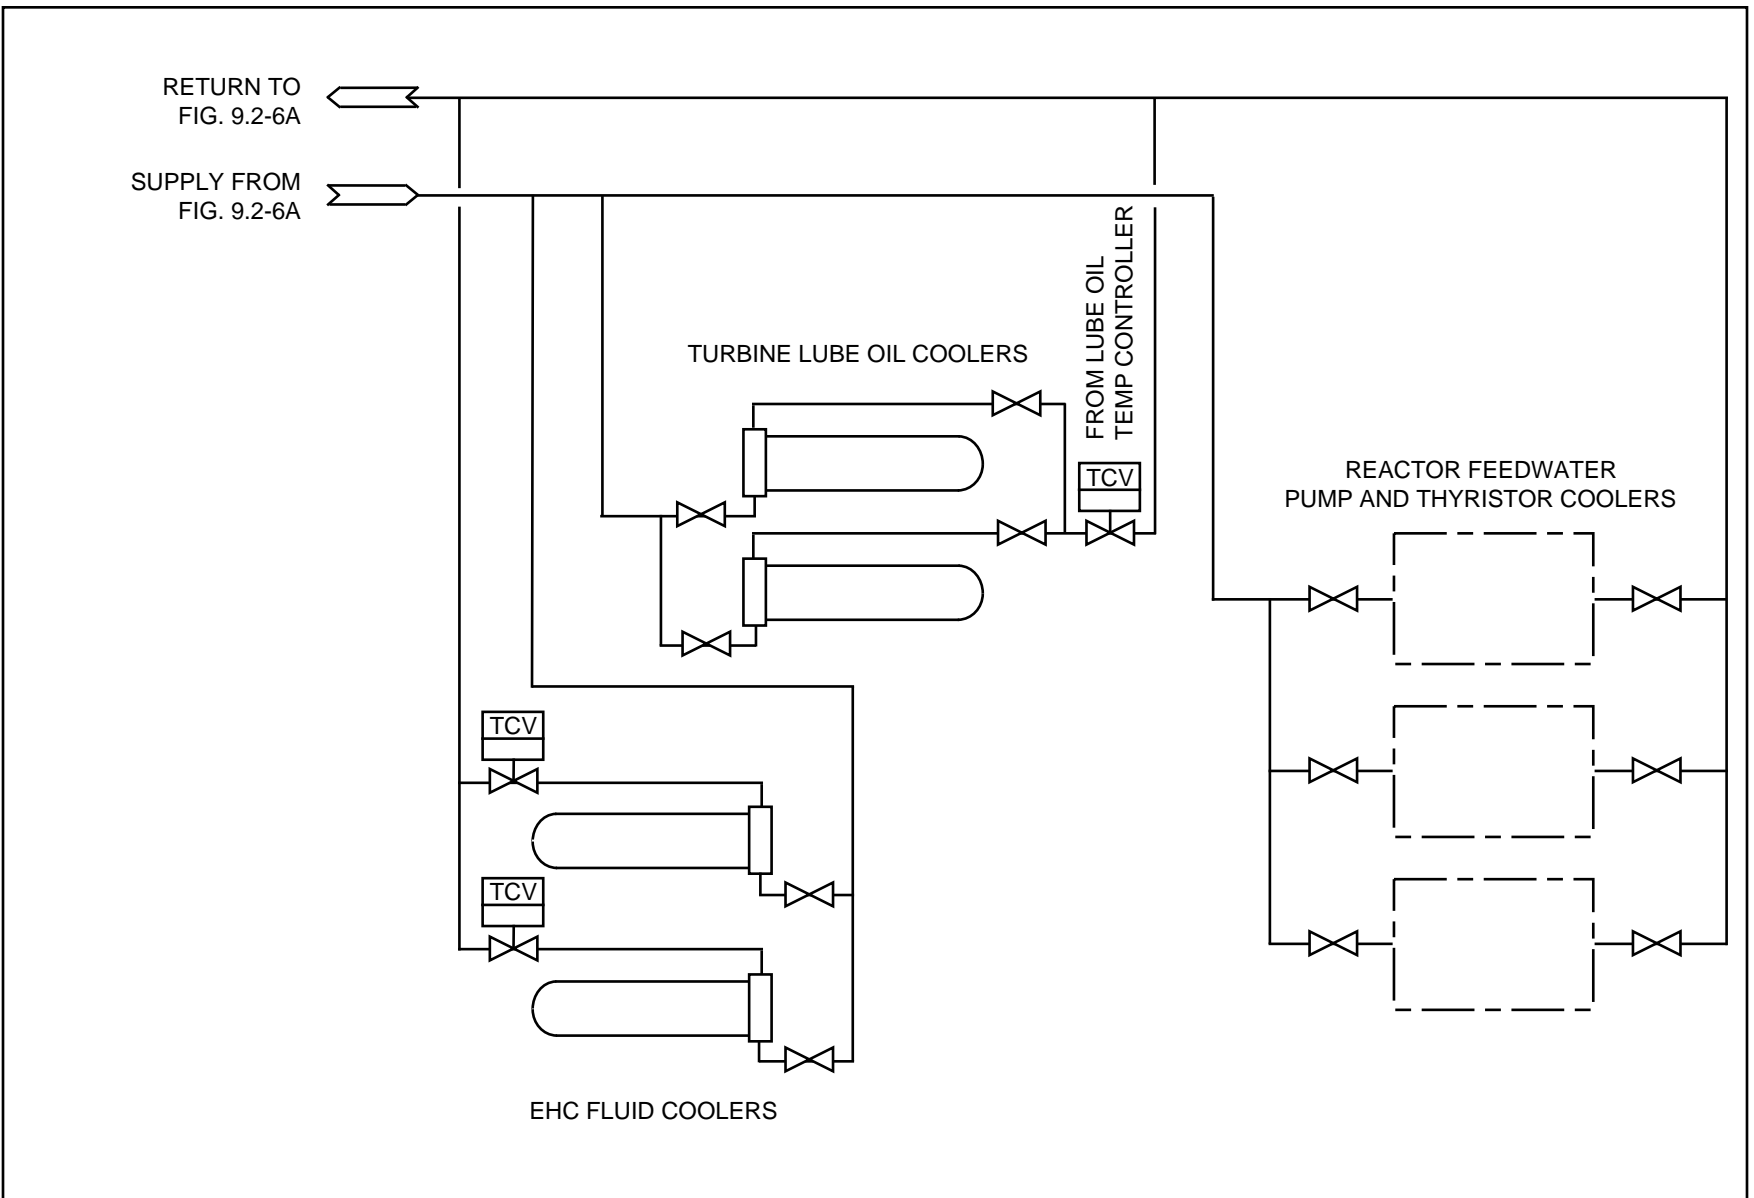 RETURN TO
FIG. 9.2-6A
SUPPLY FROM
FIG. 9.2-6A
FROM LUBE OIL
TEMP CONTROLLER
TURBINE LUBE OIL COOLERS
TCV
REACTOR FEEDWATER
PUMP AND THYRISTOR COOLERS
TCV
TCV
EHC FLUID COOLERS